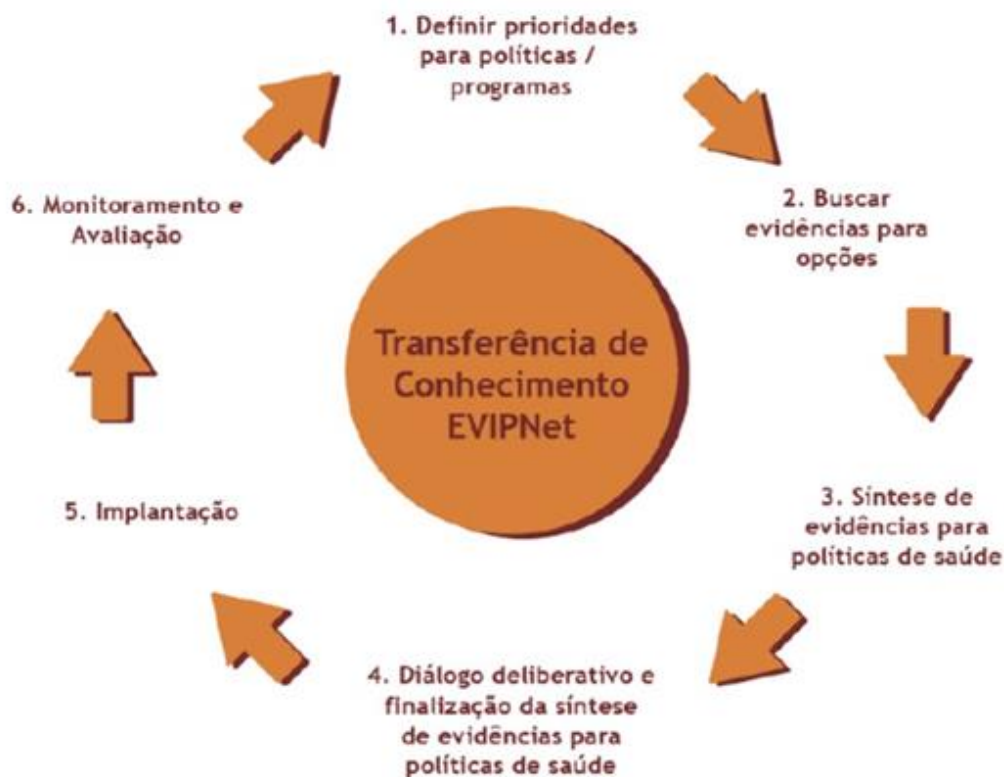 1. Definir prioridades
para políticas /
programas
2. Buscar
evidências para
opções
3. Síntese de
evidências para
políticas de saúde
4. Diálogo deliberativo e
finalização da síntese
de evidências para
políticas de saúde
5. Implantação
6. Monitoramento e
Avaliação
Transferência de
Conhecimento
EVIPNet